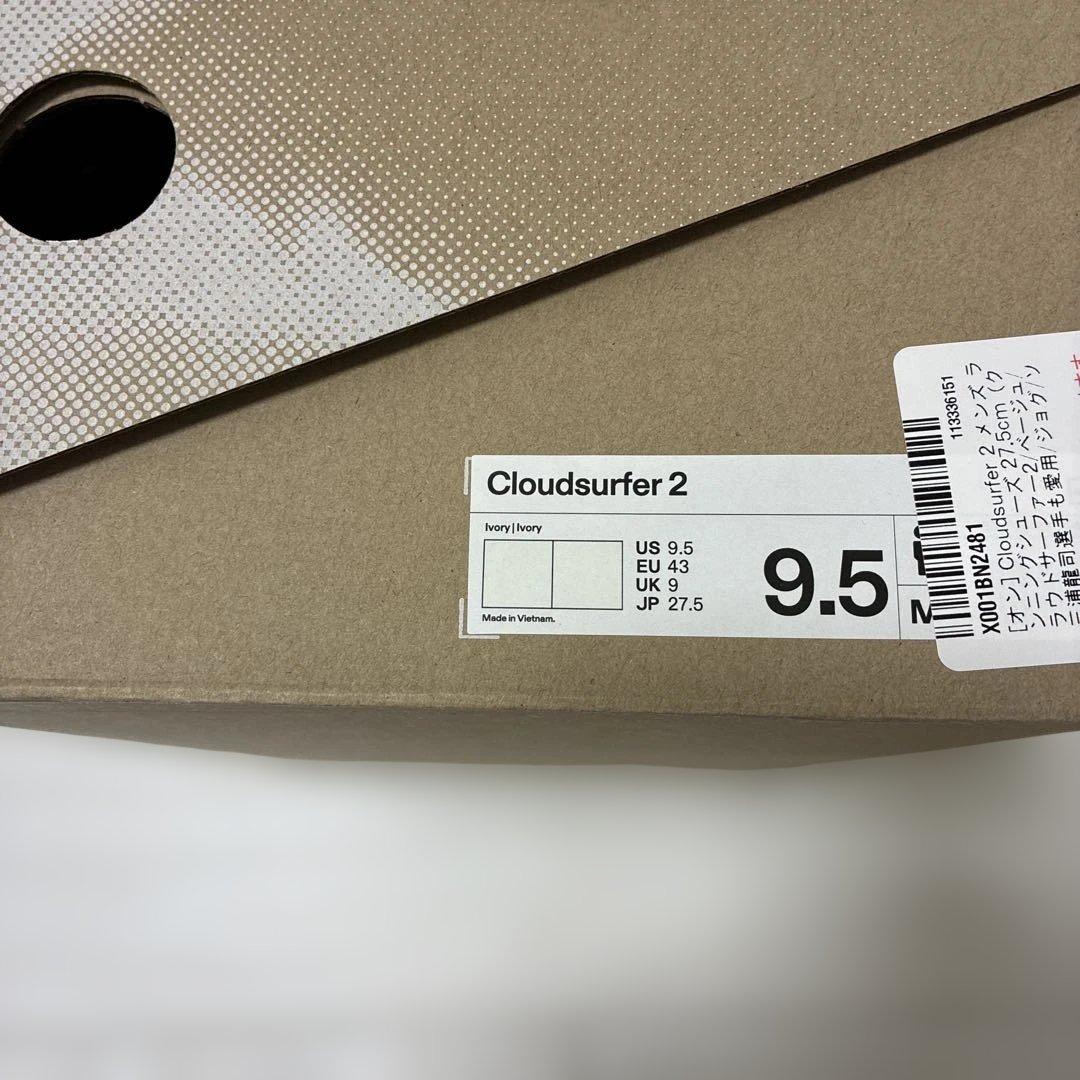 Cloudsurfer 2
Ivory | Ivory
US 9.5
EU 43
UK 9
JP 27.5
9.5
M
Made in Vietnam.
113336151
X001BN2481
[オン] Cloudsurfer 2 メンズ ラ
ンニングシューズ 27.5cm (ク
ラウドサーファー2/ベージュ/
三浦龍司選手も愛用/ジョグ/ソ